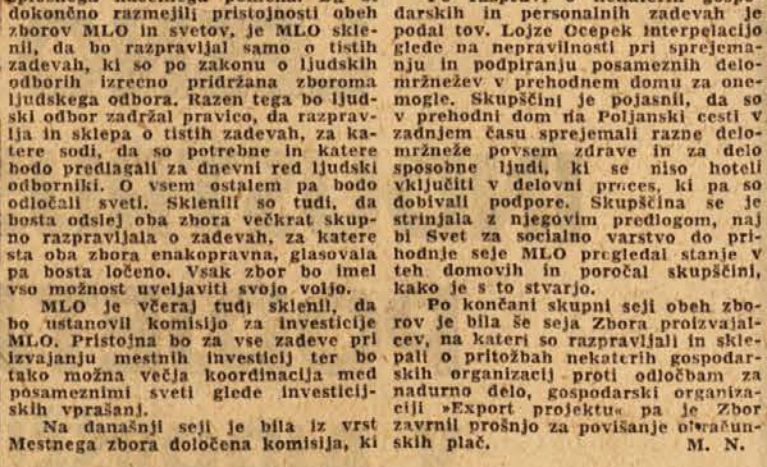 dokončno razmejili pristojnosti obeh
zborov MLO in svetov, je MLO skle-
nil, da bo razpravljal samo o tistih
zadevah, ki so po zakonu o ljudskih
odborih izrecno pridržana zboroma
ljudskega odbora. Razen tega bo ljud-
ski odbor zadržal pravico, da razprav-
lja in sklepa o tistih zadevah, za ka-
tere sodi, da so potrebne in katere
bodo predlagali za dnevni red ljudski
odborniki. O vsem ostalem pa bodo
odločali sveti. Sklenili so tudi, da
bosta odslej oba zbora večkrat skup-
no razpravljala o zadevah, za katere
sta oba zbora enakopravna, glasovala
pa bosta ločeno. Vsak zbor bo imel
vso možnost uveljaviti svojo voljo.
MLO je včeraj tudi sklenil, da
bo ustanovil komisijo za investicije
MLO. Pristojna bo za vse zadeve pri
izvajanju mestnih investicij ter bo
tako možna večja koordinacija med
posameznimi sveti glede investicij-
skih vprašanj.
Na današnji seji je bila iz vrst
Mestnega zbora določena komisija, ki
darskih in personalnih zadevah je
podal tov. Lojze Ocepek interpelacijo
glede na nepravilnosti pri sprejema-
nju in podpiranju posameznih delo-
mržnežev v prehodnem domu za one-
mogle. Skupščini je pojasnil, da so
v prehodni dom na Poljanski cesti v
zadnjem času sprejemali razne delo-
mržneže povsem zdrave in za delo
sposobne ljudi, ki se niso hoteli
vključiti v delovni proces, ki pa so
dobivali podpore. Skupščina se je
strinjala z njegovim predlogom, naj
bi Svet za socialno varstvo do pri-
hodnje seje MLO pregledal stanje v
teh domovih in poročal skupščini,
kako je s to stvarjo.
Po končani skupni seji obeh zbo-
rov je bila še seja Zbora proizvajal-
cev, na kateri so razpravljali in skle-
pali o pritožbah nekaterih gospodar-
skih organizacij proti odločbam za
nadurno delo, gospodarski organiza-
ciji »Export projektu« pa je Zbor
zavrnil prošnjo za povišanje obračun-
skih plač. M. N.